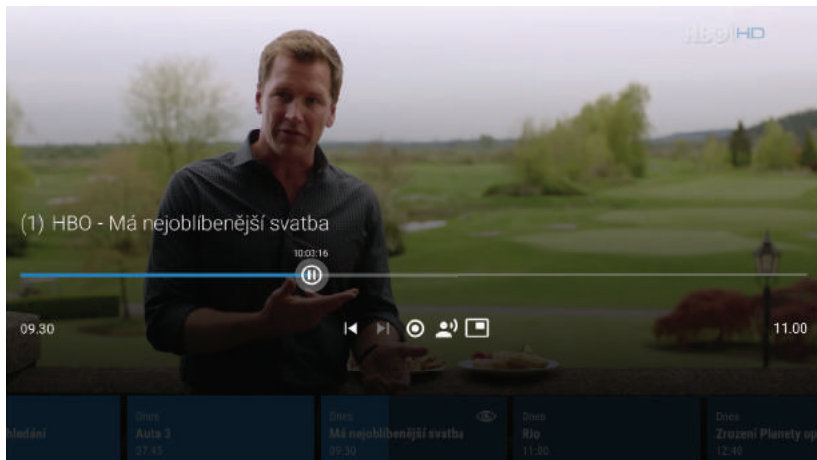 HBO HD
(1) HBO - Má nejoblíbenější svatba
10:03:16
09.30
11.00
hledání
Dnes
Auta 3
07:45
Dnes
Má nejoblíbenější svatba
09:30
Dnes
Rio
11:00
Dnes
Zrození Planety op
12:40